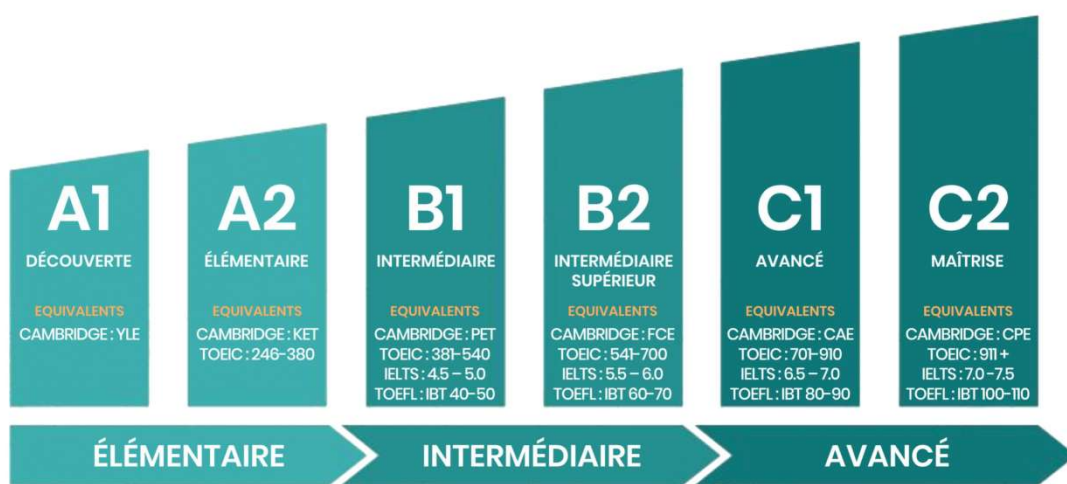 A1
DÉCOUVERTE
EQUIVALENTS
CAMBRIDGE : YLE
A2
ÉLÉMENTAIRE
EQUIVALENTS
CAMBRIDGE : KET
TOEIC : 246-380
B1
INTERMÉDIAIRE
EQUIVALENTS
CAMBRIDGE : PET
TOEIC : 381-540
IELTS : 4.5 – 5.0
TOEFL : IBT 40-50
B2
INTERMÉDIAIRE
SUPÉRIEUR
EQUIVALENTS
CAMBRIDGE : FCE
TOEIC : 541-700
IELTS : 5.5 – 6.0
TOEFL : IBT 60-70
C1
AVANCÉ
EQUIVALENTS
CAMBRIDGE : CAE
TOEIC : 701-910
IELTS : 6.5 – 7.0
TOEFL : IBT 80-90
C2
MAÎTRISE
EQUIVALENTS
CAMBRIDGE : CPE
TOEIC : 911 +
IELTS : 7.0 -7.5
TOEFL : IBT 100-110
ÉLÉMENTAIRE
INTERMÉDIAIRE
AVANCÉ